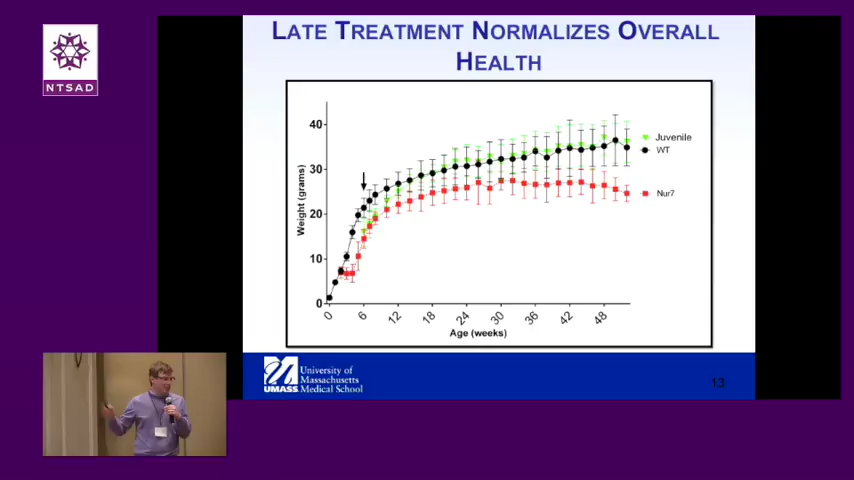 LATE TREATMENT NORMALIZES OVERALL
HEALTH
NTSAD
40
30
20
10
0
Weight (grams)
0 6 12 18 24 30 36 42 48
Age (weeks)
Juvenile
WT
Nur7
UMASS
University of
Massachusetts
Medical School
13